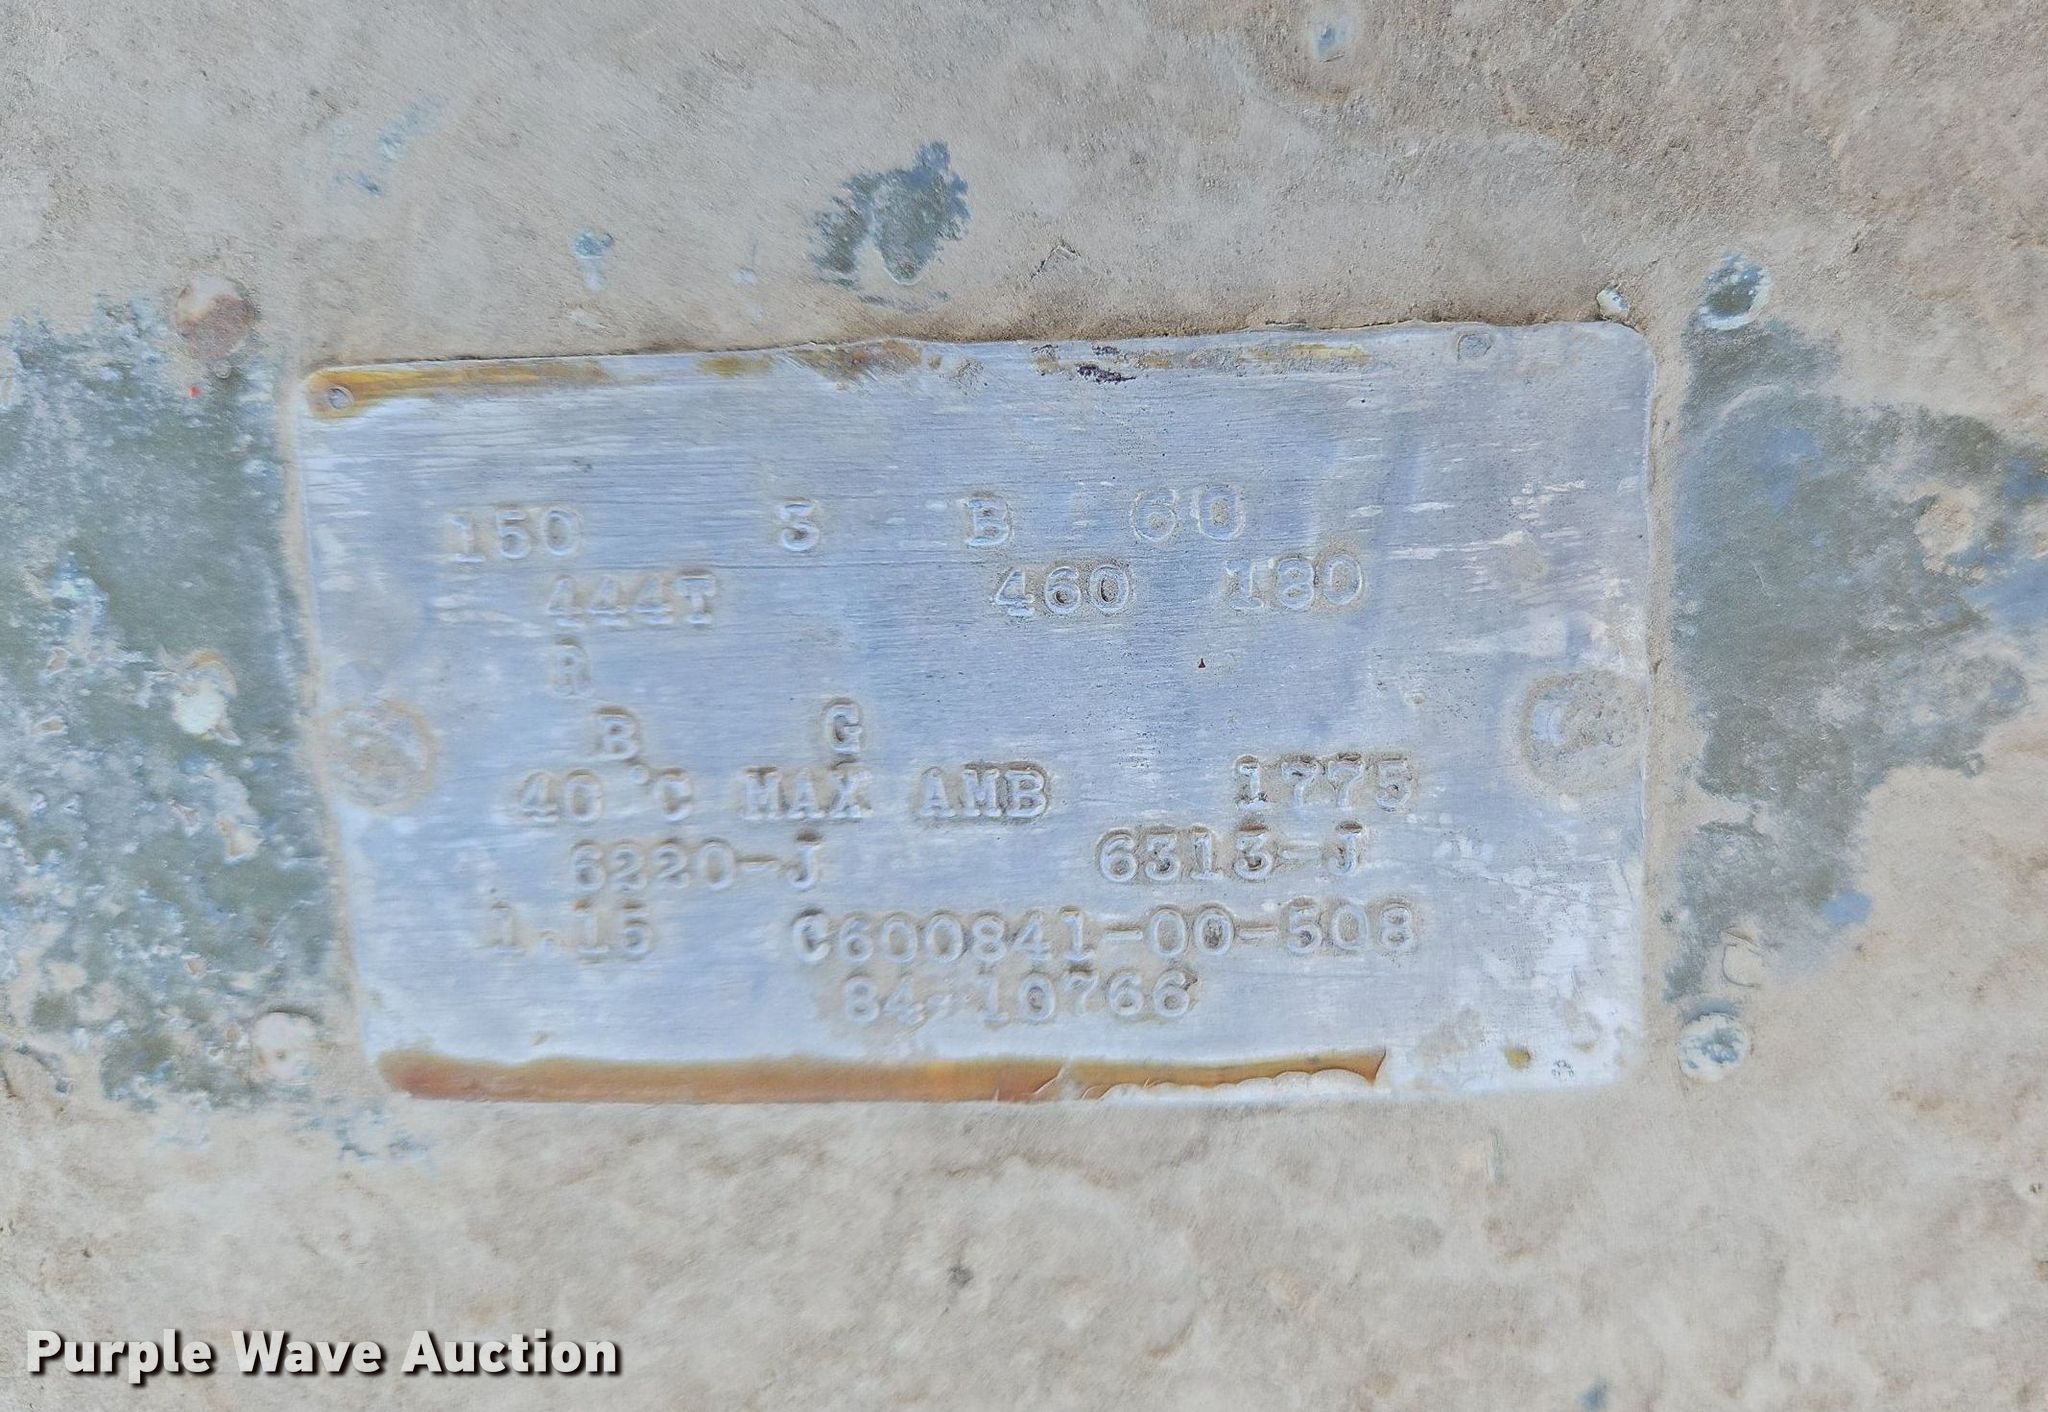 150 3 B 60
444T 460 180
R
B G
40°C MAX AMB 1775
6220-J 6313-J
1.15 C600841-00-508
84-10766
Purple Wave Auction